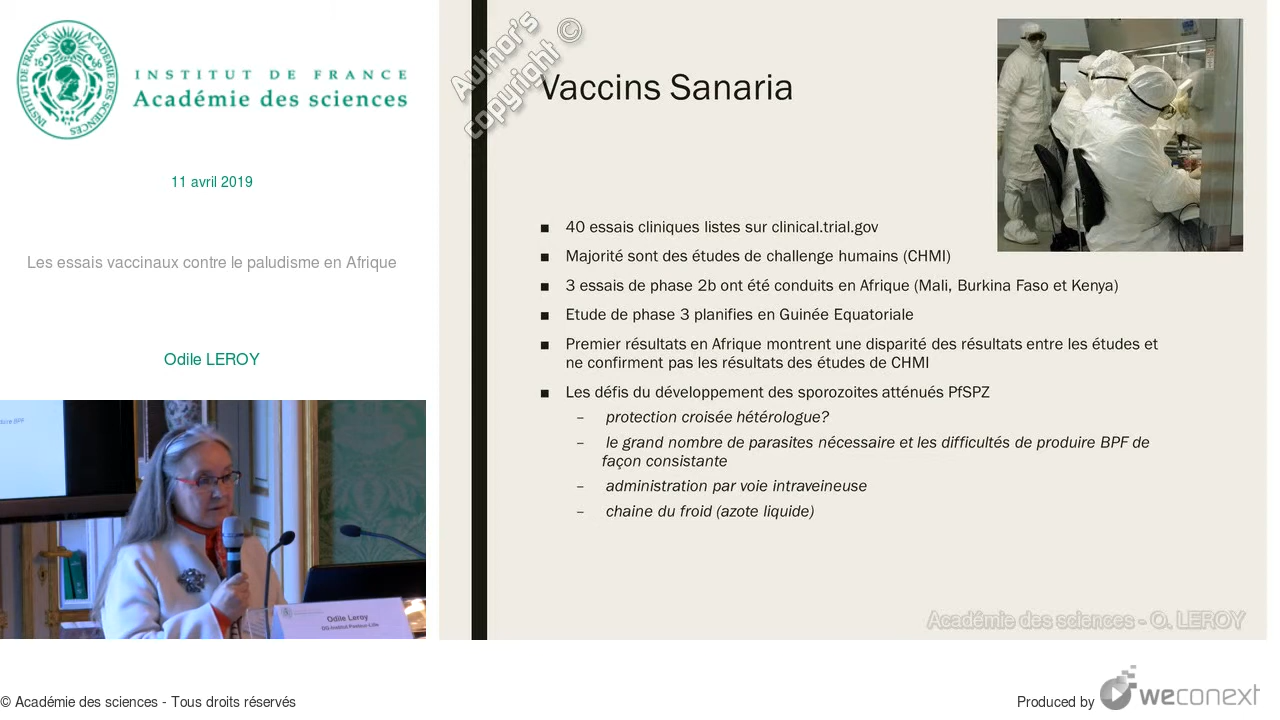 INSTITUT DE FRANCE
Académie des sciences
11 avril 2019
Les essais vaccinaux contre le paludisme en Afrique
Odile LEROY
Odile Leroy
DG-Institut Pasteur-Lille
Author's
copyright ©
Vaccins Sanaria
■ 40 essais cliniques listes sur clinical.trial.gov
■ Majorité sont des études de challenge humains (CHMI)
■ 3 essais de phase 2b ont été conduits en Afrique (Mali, Burkina Faso et Kenya)
■ Etude de phase 3 planifies en Guinée Equatoriale
■ Premier résultats en Afrique montrent une disparité des résultats entre les études et
ne confirment pas les résultats des études de CHMI
■ Les défis du développement des sporozoites atténués PfSPZ
– protection croisée hétérologue?
– le grand nombre de parasites nécessaire et les difficultés de produire BPF de
façon consistante
– administration par voie intraveineuse
– chaine du froid (azote liquide)
Académie des sciences - O. LEROY
© Académie des sciences - Tous droits réservés
Produced by weconext